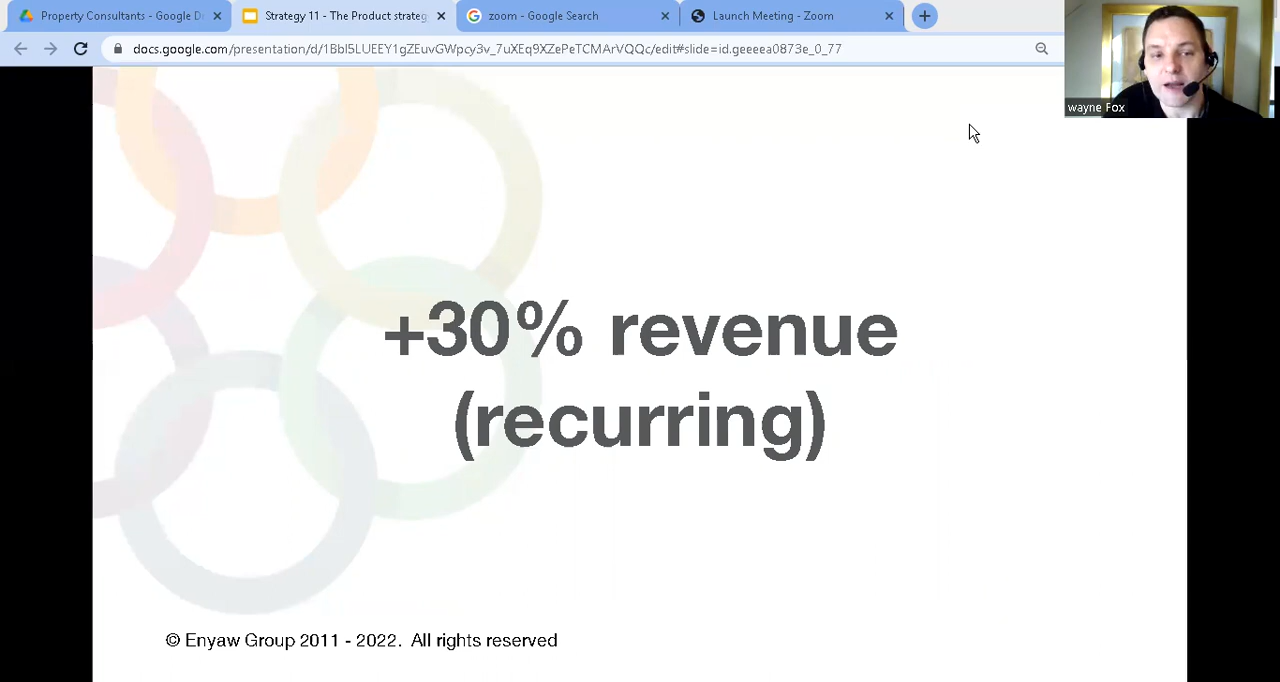 Property Consultants - Google Dr
Strategy 11 - The Product strateg
zoom - Google Search
Launch Meeting - Zoom
docs.google.com/presentation/d/1BbI5LUEEY1gZEuvGWpcy3v_7uXEq9XZePeTCMArVQQc/edit#slide=id.geeeea0873e_0_77
wayne Fox
+30% revenue
(recurring)
© Enyaw Group 2011 - 2022. All rights reserved